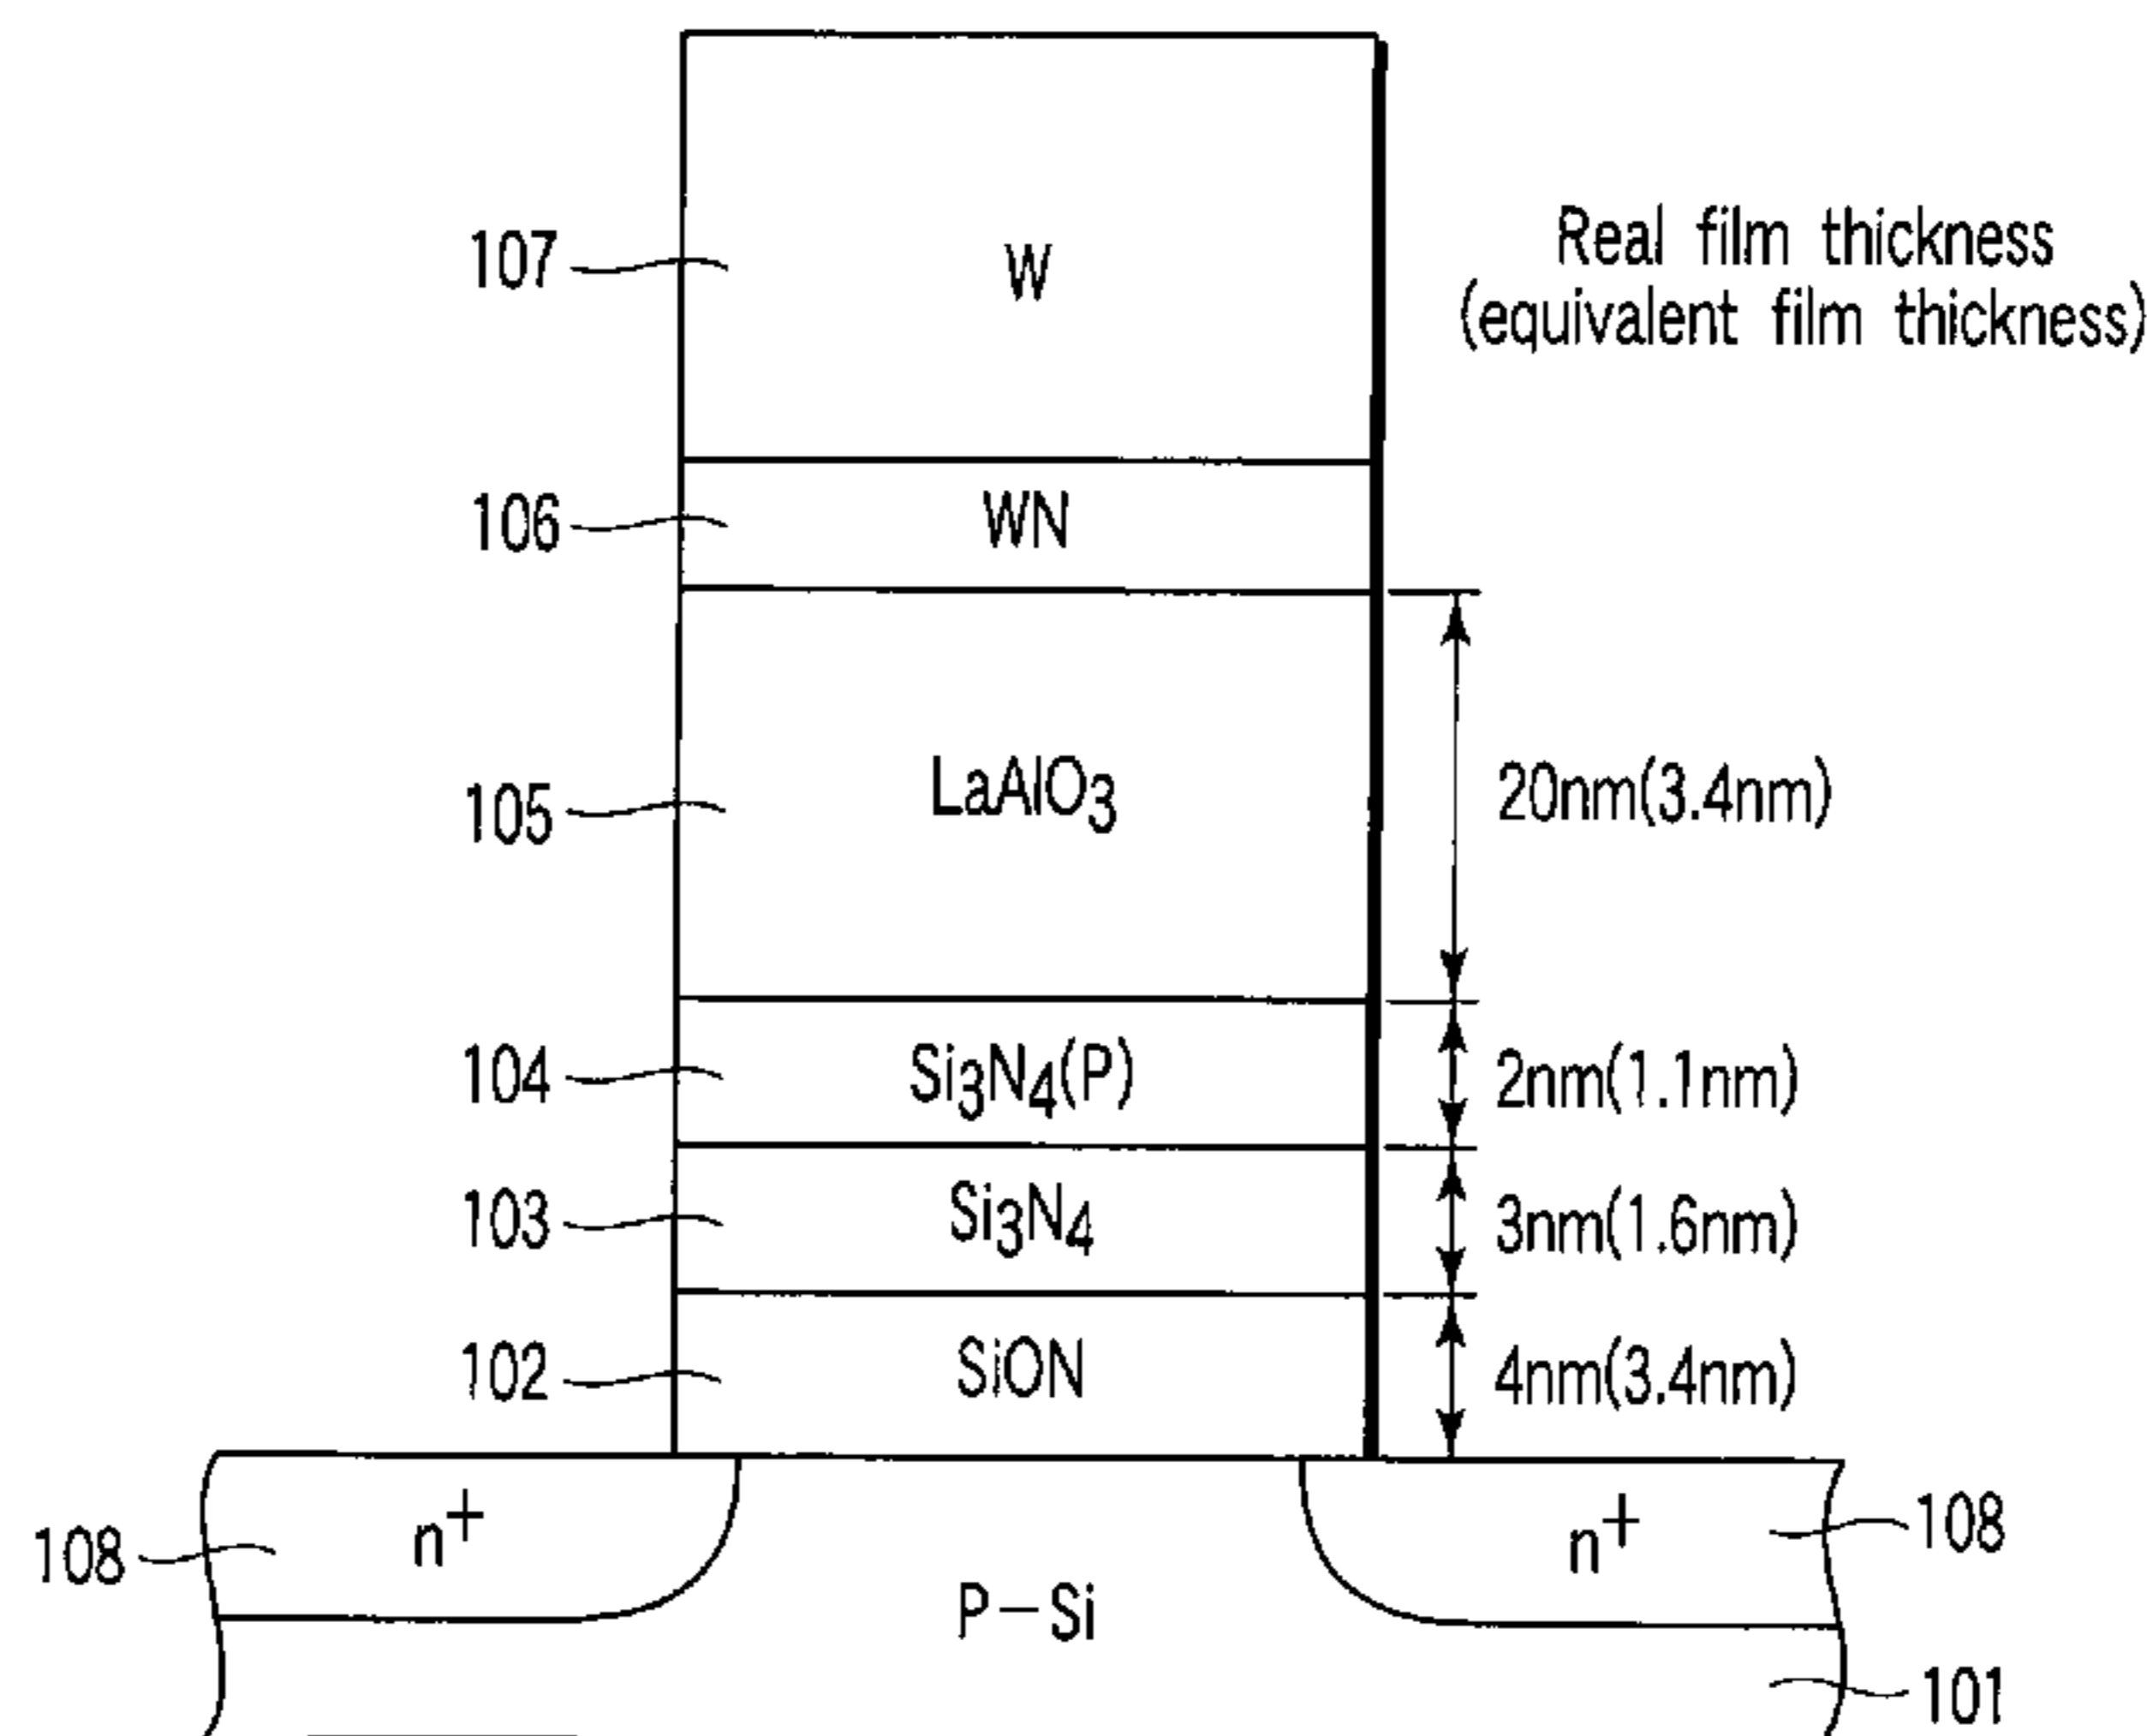 107
W
Real film thickness
(equivalent film thickness)
106
WN
105
LaAlO3
20nm(3.4nm)
104
Si3N4(P)
2nm(1.1nm)
103
Si3N4
3nm(1.6nm)
102
SiON
4nm(3.4nm)
108
n+
P-Si
n+
108
101